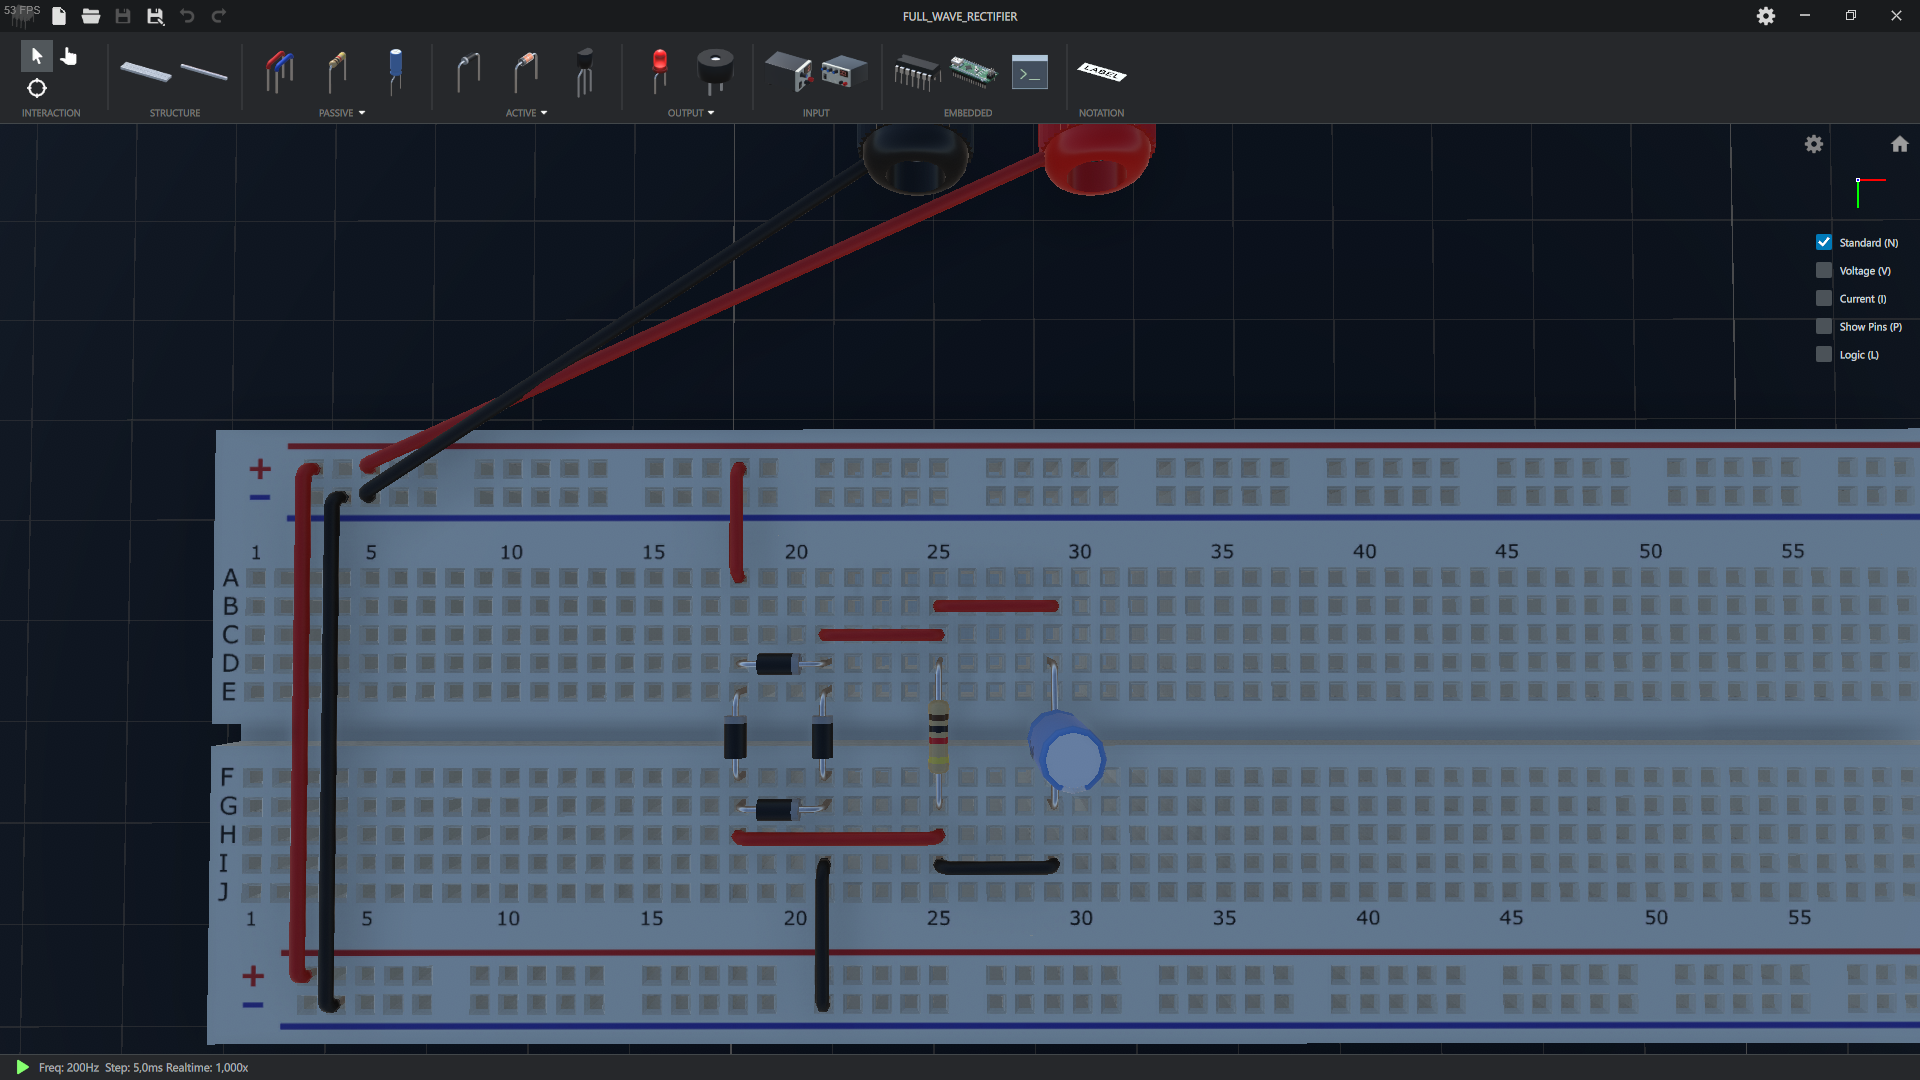 53 FPS
FULL_WAVE_RECTIFIER
LABEL
INTERACTION STRUCTURE PASSIVE ACTIVE OUTPUT INPUT EMBEDDED NOTATION
Standard (N)
Voltage (V)
Current (I)
Show Pins (P)
Logic (L)
+
−
1 5 10 15 20 25 30 35 40 45 50 55
A
B
C
D
E
F
G
H
I
J
1 5 10 15 20 25 30 35 40 45 50 55
+
−
Freq: 200Hz Step: 5,0ms Realtime: 1,000x